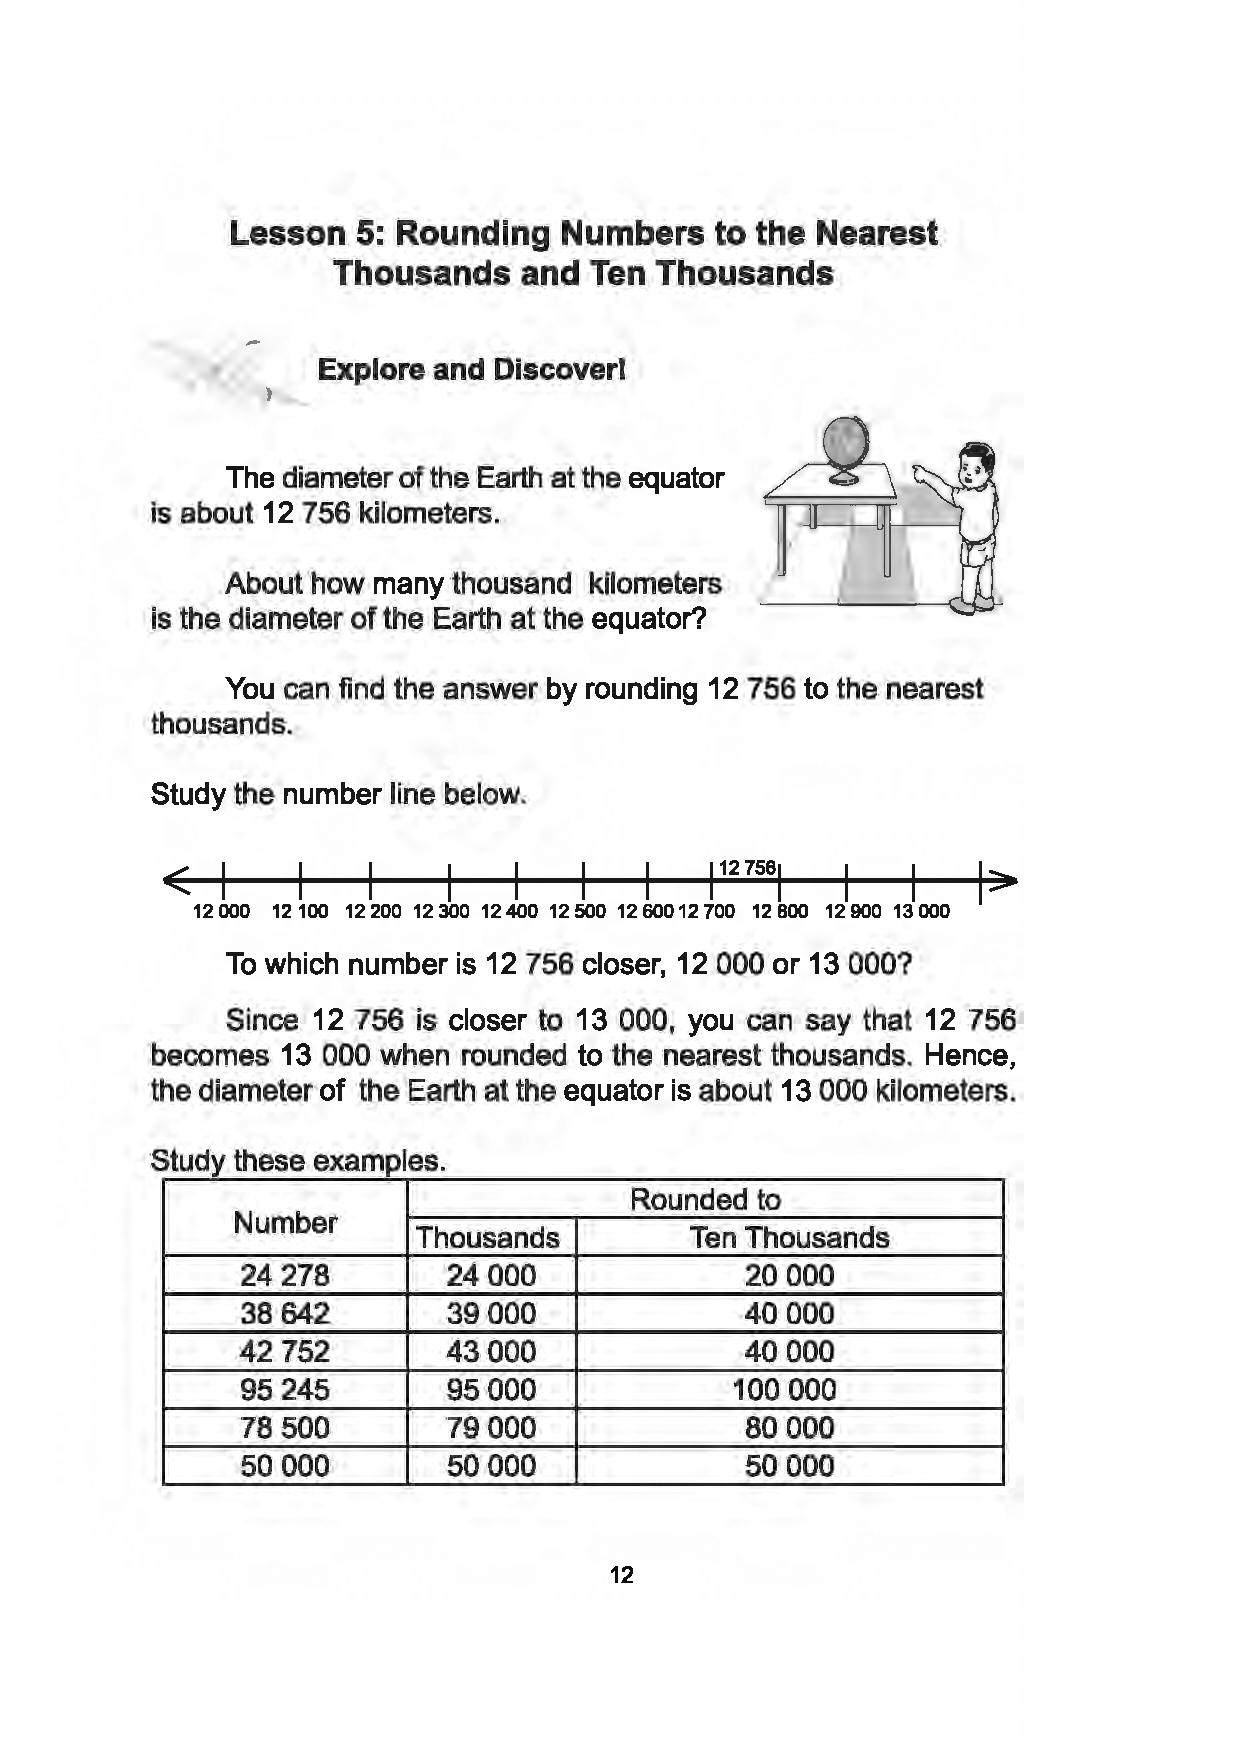 Lesson 5: Rounding Numbers to the Nearest
Thousands and Ten Thousands
Explore and Discover!
The diameter of the Earth at the equator
is about 12 756 kilometers.
About how many thousand kilometers
is the diameter of the Earth at the equator?
You can find the answer by rounding 12 756 to the nearest
thousands.
Study the number line below.
12 756
12 000 12 100 12 200 12 300 12 400 12 500 12 600 12 700 12 800 12 900 13 000
To which number is 12 756 closer, 12 000 or 13 000?
Since 12 756 is closer to 13 000, you can say that 12 756
becomes 13 000 when rounded to the nearest thousands. Hence,
the diameter of the Earth at the equator is about 13 000 kilometers.
Study these examples.
Number Rounded to
Thousands Ten Thousands
24 278 24 000 20 000
38 642 39 000 40 000
42 752 43 000 40 000
95 245 95 000 100 000
78 500 79 000 80 000
50 000 50 000 50 000
12